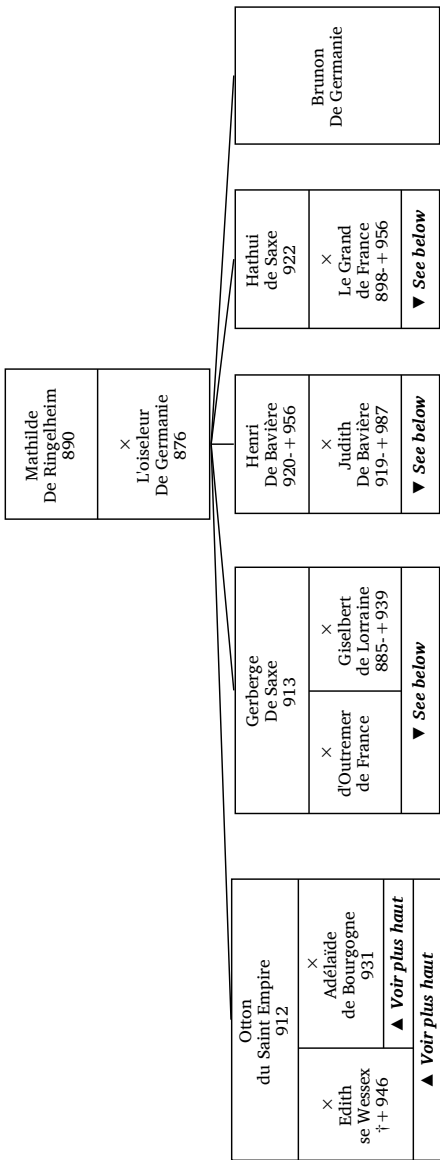 Mathilde
De Ringelheim
890
×
L'oiseleur
De Germanie
876
Otton
du Saint Empire
912
×
Edith
se Wessex
†+946
×
Adélaïde
de Bourgogne
931
▲ Voir plus haut
▲ Voir plus haut
Gerberge
De Saxe
913
×
d'Outremer
de France
×
Giselbert
de Lorraine
885-+939
▼ See below
Henri
De Bavière
920-+956
×
Judith
De Bavière
919-+987
▼ See below
Hathui
de Saxe
922
×
Le Grand
de France
898-+956
▼ See below
Brunon
De Germanie